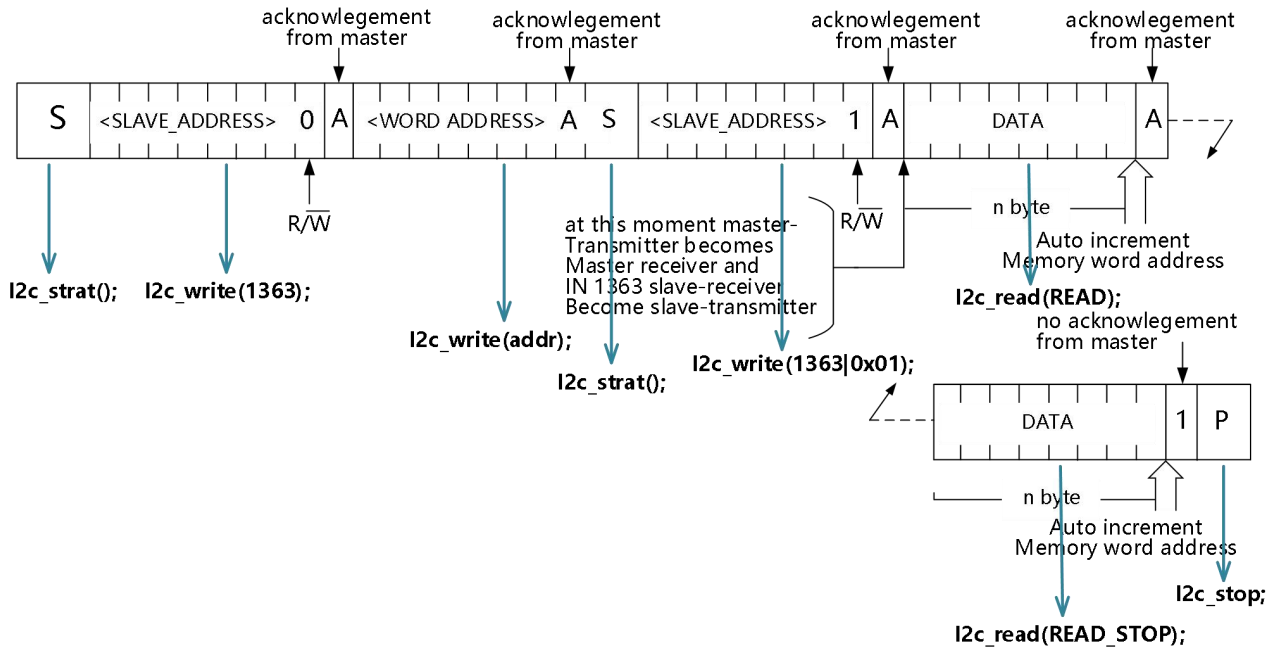 acknowlegement
from master
acknowlegement
from master
acknowlegement
from master
acknowlegement
from master
S <SLAVE_ADDRESS> 0 A <WORD ADDRESS> A S <SLAVE_ADDRESS> 1 A DATA A
R/W
R/W
n byte
at this moment master-
Transmitter becomes
Master receiver and
IN 1363 slave-receiver
Become slave-transmitter
Auto increment
Memory word address
I2c_strat();
I2c_write(1363);
I2c_read(READ);
I2c_write(addr);
I2c_strat();
I2c_write(1363|0x01);
no acknowlegement
from master
DATA 1 P
n byte
Auto increment
Memory word address
I2c_stop;
I2c_read(READ_STOP);